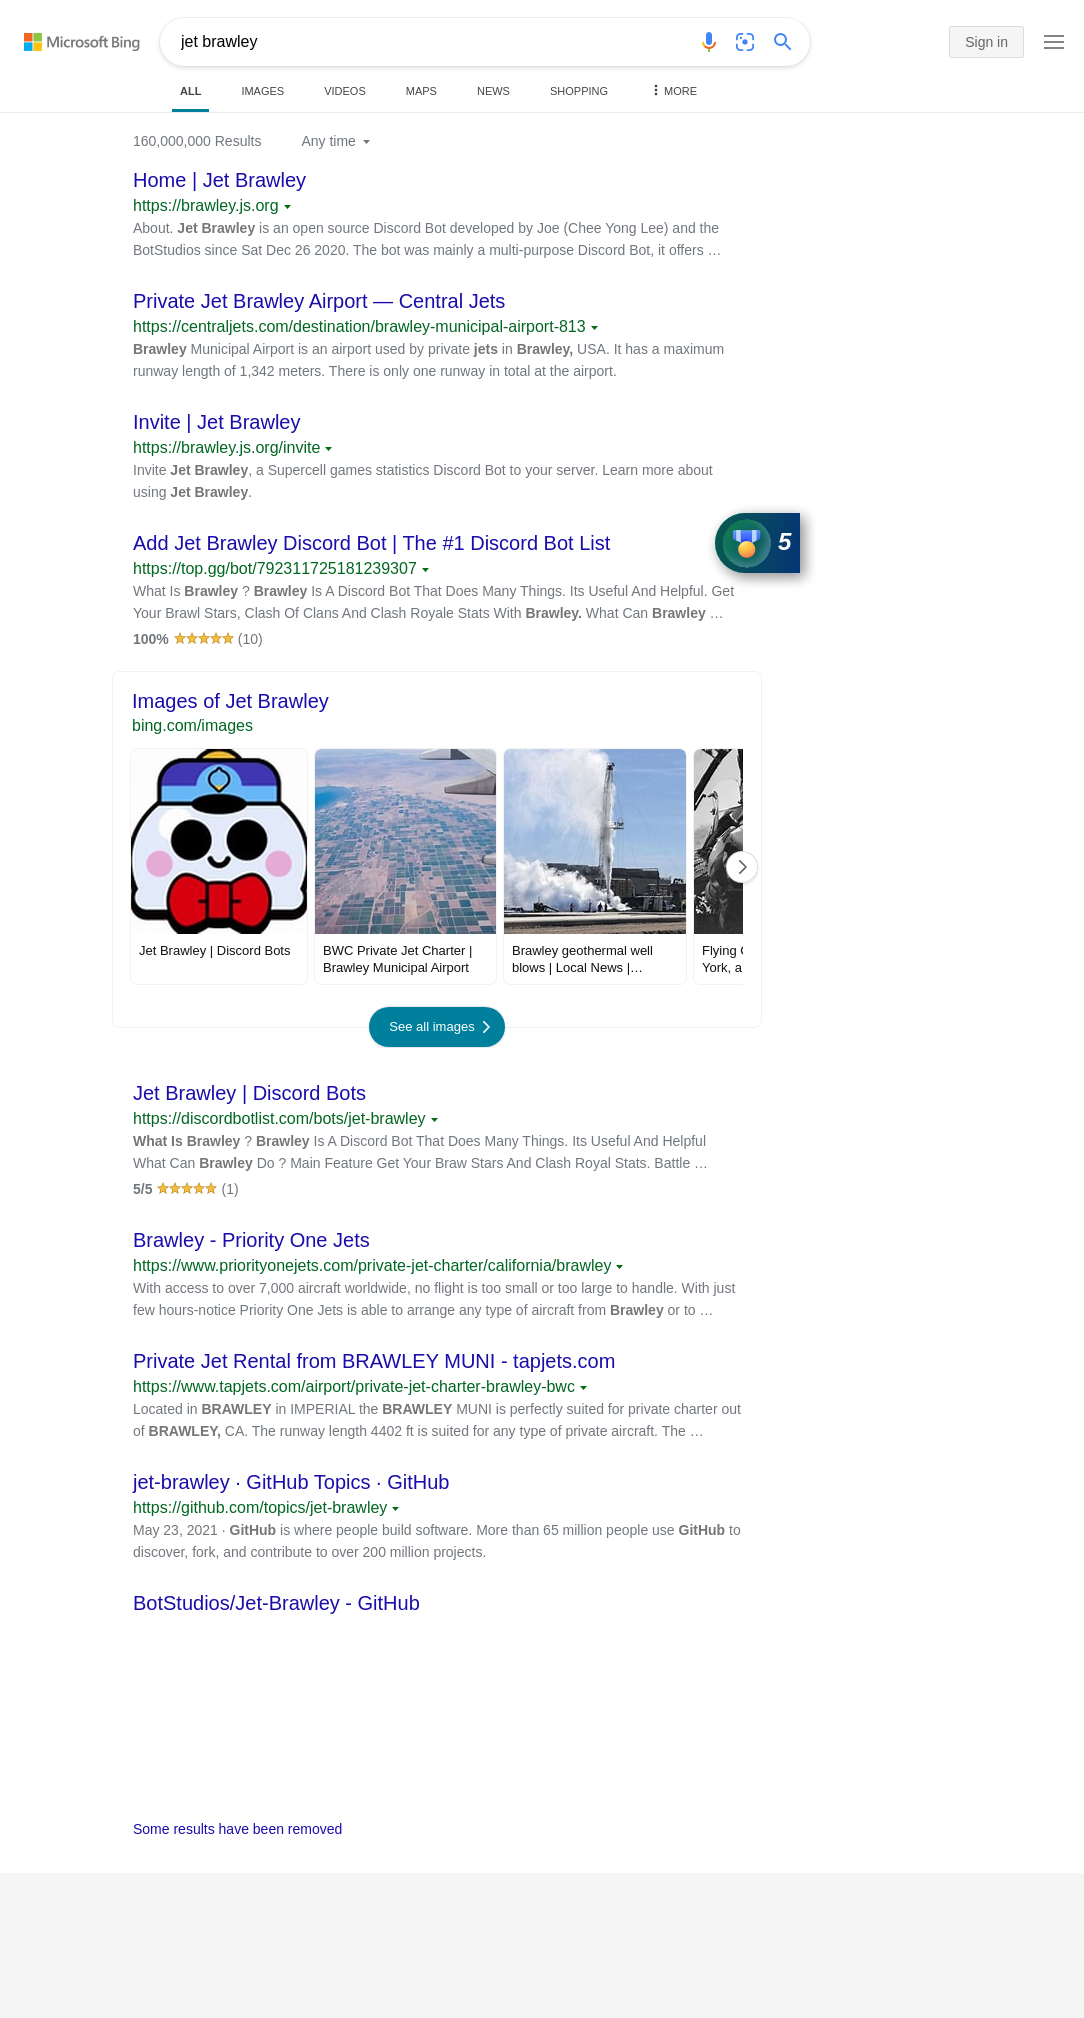 Microsoft Bing
jet brawley
Sign in
ALL IMAGES VIDEOS MAPS NEWS SHOPPING MORE
160,000,000 Results Any time
Home | Jet Brawley
https://brawley.js.org
About. Jet Brawley is an open source Discord Bot developed by Joe (Chee Yong Lee) and the
BotStudios since Sat Dec 26 2020. The bot was mainly a multi-purpose Discord Bot, it offers …
Private Jet Brawley Airport — Central Jets
https://centraljets.com/destination/brawley-municipal-airport-813
Brawley Municipal Airport is an airport used by private jets in Brawley, USA. It has a maximum
runway length of 1,342 meters. There is only one runway in total at the airport.
Invite | Jet Brawley
https://brawley.js.org/invite
Invite Jet Brawley, a Supercell games statistics Discord Bot to your server. Learn more about
using Jet Brawley.
Add Jet Brawley Discord Bot | The #1 Discord Bot List
5
https://top.gg/bot/792311725181239307
What Is Brawley ? Brawley Is A Discord Bot That Does Many Things. Its Useful And Helpful. Get
Your Brawl Stars, Clash Of Clans And Clash Royale Stats With Brawley. What Can Brawley …
100% (10)
Images of Jet Brawley
bing.com/images
Jet Brawley | Discord Bots
BWC Private Jet Charter |
Brawley Municipal Airport
Brawley geothermal well
blows | Local News |…
Flying
York, a
See all images
Jet Brawley | Discord Bots
https://discordbotlist.com/bots/jet-brawley
What Is Brawley ? Brawley Is A Discord Bot That Does Many Things. Its Useful And Helpful
What Can Brawley Do ? Main Feature Get Your Braw Stars And Clash Royal Stats. Battle …
5/5 (1)
Brawley - Priority One Jets
https://www.priorityonejets.com/private-jet-charter/california/brawley
With access to over 7,000 aircraft worldwide, no flight is too small or too large to handle. With just
few hours-notice Priority One Jets is able to arrange any type of aircraft from Brawley or to …
Private Jet Rental from BRAWLEY MUNI - tapjets.com
https://www.tapjets.com/airport/private-jet-charter-brawley-bwc
Located in BRAWLEY in IMPERIAL the BRAWLEY MUNI is perfectly suited for private charter out
of BRAWLEY, CA. The runway length 4402 ft is suited for any type of private aircraft. The …
jet-brawley · GitHub Topics · GitHub
https://github.com/topics/jet-brawley
May 23, 2021 · GitHub is where people build software. More than 65 million people use GitHub to
discover, fork, and contribute to over 200 million projects.
BotStudios/Jet-Brawley - GitHub
Some results have been removed